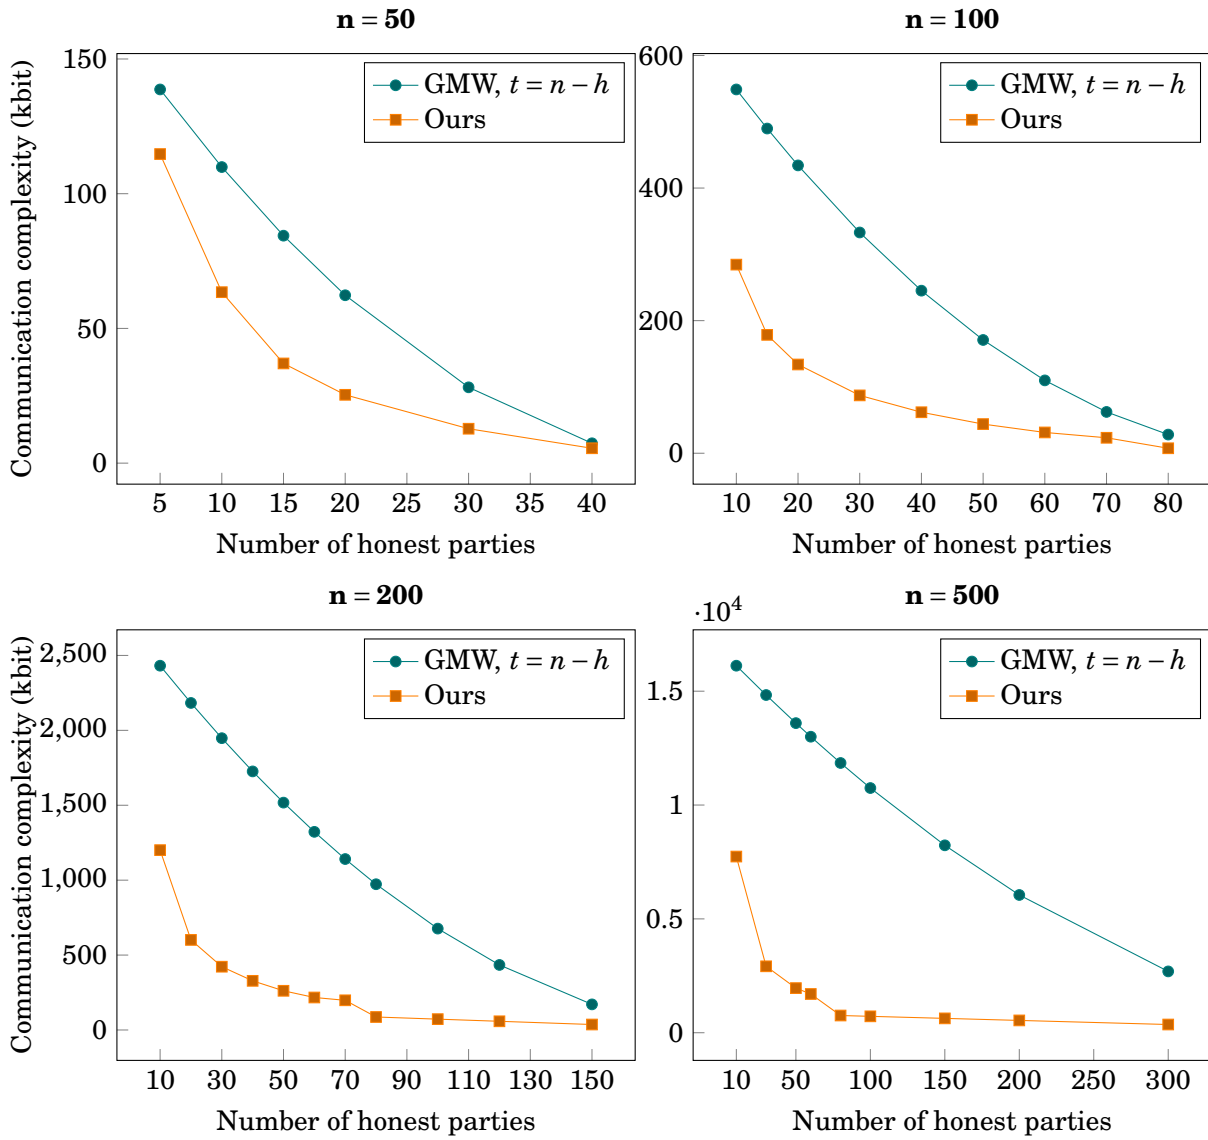 n = 50
Communication complexity (kbit)
150
100
50
0
GMW, t = n − h
Ours
5 10 15 20 25 30 35 40
Number of honest parties
n = 100
600
400
200
0
GMW, t = n − h
Ours
10 20 30 40 50 60 70 80
Number of honest parties
n = 200
Communication complexity (kbit)
2,500
2,000
1,500
1,000
500
0
GMW, t = n − h
Ours
10 30 50 70 90 110 130 150
Number of honest parties
n = 500
·10⁴
1.5
1
0.5
0
GMW, t = n − h
Ours
10 50 100 150 200 250 300
Number of honest parties